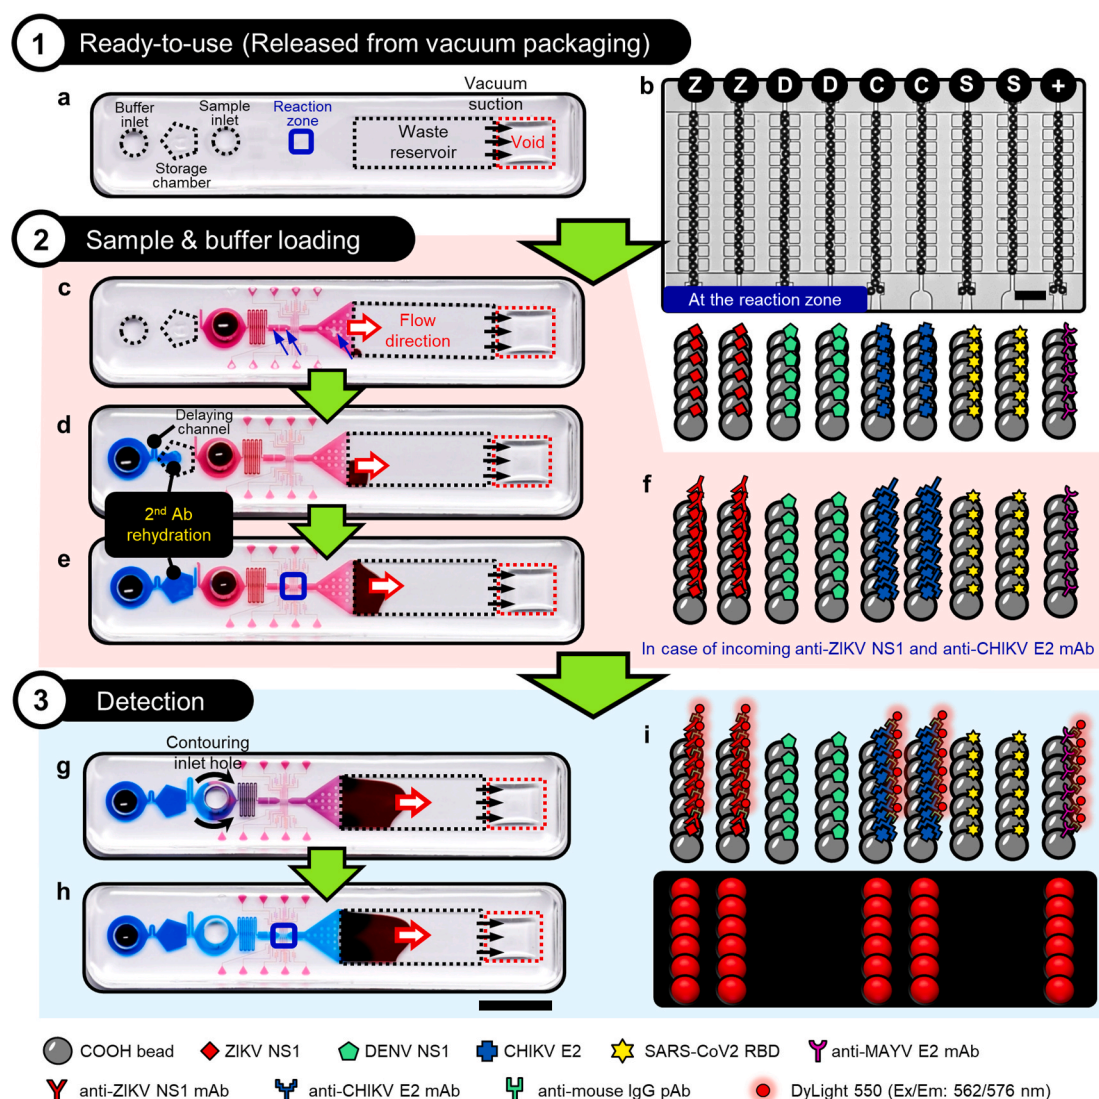 1 Ready-to-use (Released from vacuum packaging)
a
Buffer
inlet
Sample
inlet
Reaction
zone
Vacuum
suction
Storage
chamber
Waste
reservoir
Void
b
Z Z D D C C S S +
At the reaction zone
2 Sample & buffer loading
c
Flow
direction
d
Delaying
channel
2nd Ab
rehydration
e
f
In case of incoming anti-ZIKV NS1 and anti-CHIKV E2 mAb
3 Detection
g
Contouring
inlet hole
h
i
COOH bead ZIKV NS1 DENV NS1 CHIKV E2 SARS-CoV2 RBD anti-MAYV E2 mAb
anti-ZIKV NS1 mAb anti-CHIKV E2 mAb anti-mouse IgG pAb DyLight 550 (Ex/Em: 562/576 nm)